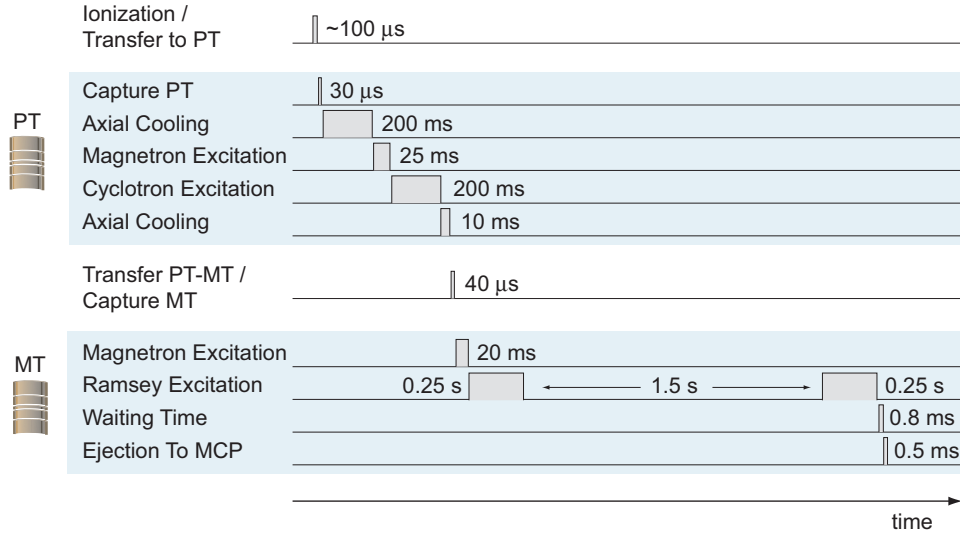 Ionization /
Transfer to PT
~100 μs
PT
Capture PT
30 μs
Axial Cooling
200 ms
Magnetron Excitation
25 ms
Cyclotron Excitation
200 ms
Axial Cooling
10 ms
Transfer PT-MT /
Capture MT
40 μs
MT
Magnetron Excitation
20 ms
Ramsey Excitation
0.25 s
1.5 s
0.25 s
Waiting Time
0.8 ms
Ejection To MCP
0.5 ms
time